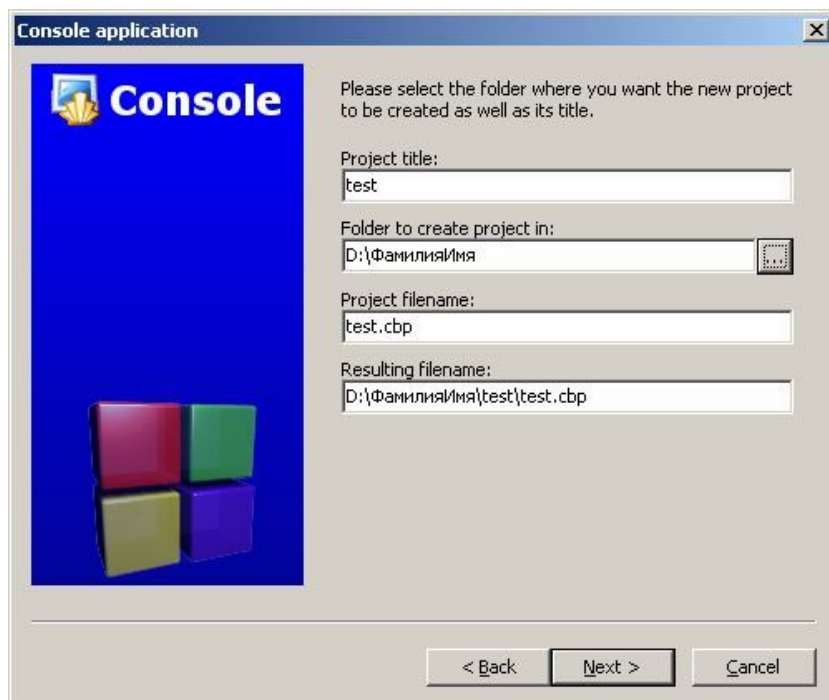 Console application
Console
Please select the folder where you want the new project
to be created as well as its title.
Project title:
test
Folder to create project in:
D:\ФамилияИмя
...
Project filename:
test.cbp
Resulting filename:
D:\ФамилияИмя\test\test.cbp
< Back
Next >
Cancel